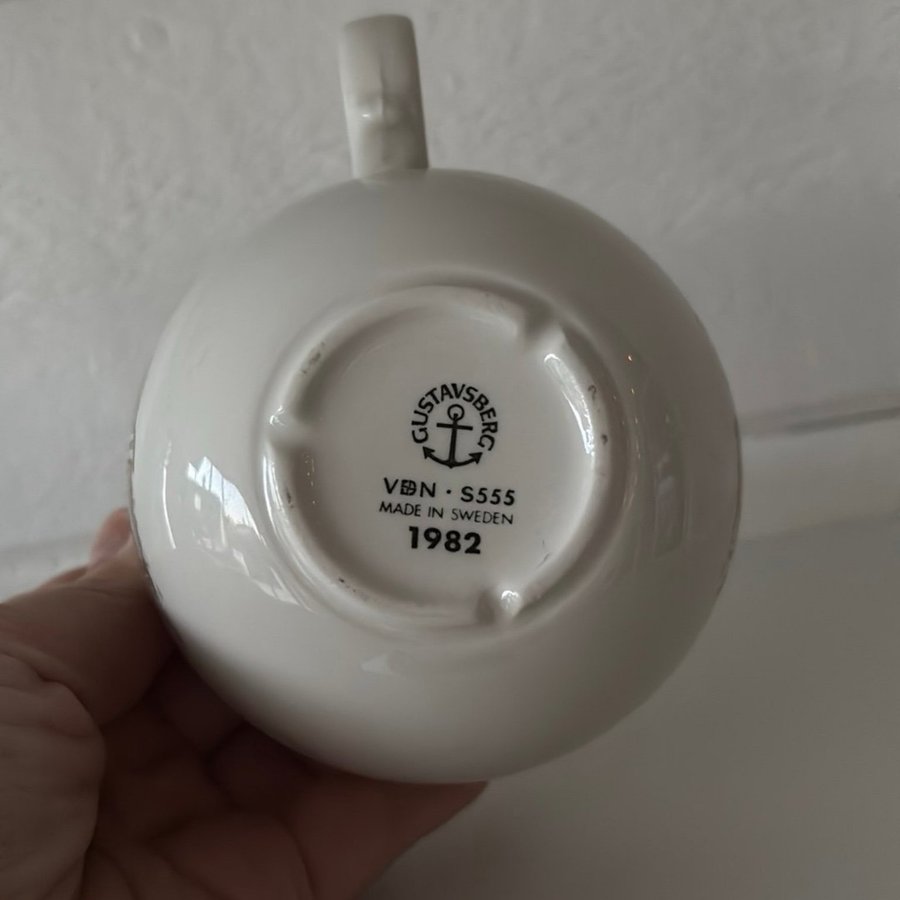 GUSTAVSBERG
VDN · S555
MADE IN SWEDEN
1982